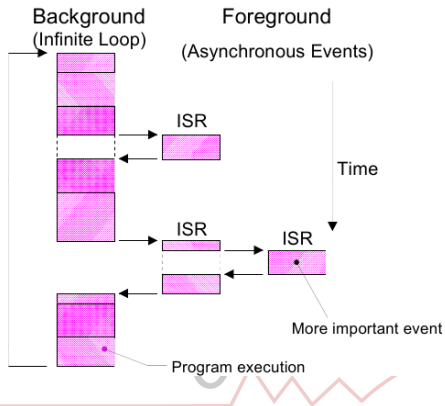 Background
(Infinite Loop)
Foreground
(Asynchronous Events)
ISR
Time
ISR
ISR
More important event
Program execution